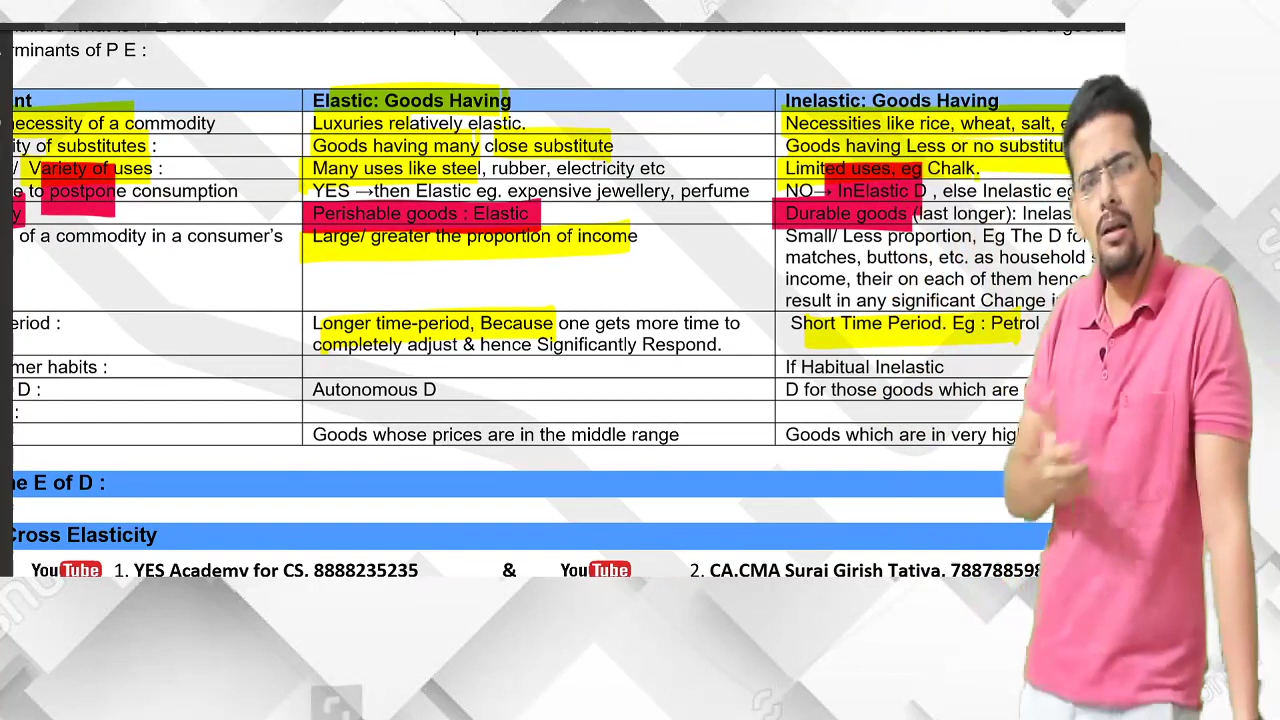 rminants of P E :
nt Elastic: Goods Having Inelastic: Goods Having
ecessity of a commodity Luxuries relatively elastic. Necessities like rice, wheat, salt,
ity of substitutes : Goods having many close substitute Goods having Less or no substitu
/ Variety of uses : Many uses like steel, rubber, electricity etc Limited uses, eg Chalk.
e to postpone consumption YES →then Elastic eg. expensive jewellery, perfume NO→ InElastic D , else Inelastic eg
y Perishable goods : Elastic Durable goods (last longer): Inelas
of a commodity in a consumer's Large/ greater the proportion of income Small/ Less proportion, Eg The D for
matches, buttons, etc. as household s
income, their on each of them hence
result in any significant Change i
eriod : Longer time-period, Because one gets more time to Short Time Period. Eg : Petrol
completely adjust & hence Significantly Respond.
mer habits : If Habitual Inelastic
D : Autonomous D D for those goods which are
:
Goods whose prices are in the middle range Goods which are in very hig
e E of D :
Cross Elasticity
YouTube 1. YES Academy for CS. 8888235235 & YouTube 2. CA.CMA Suraj Girish Tatiya. 788788598